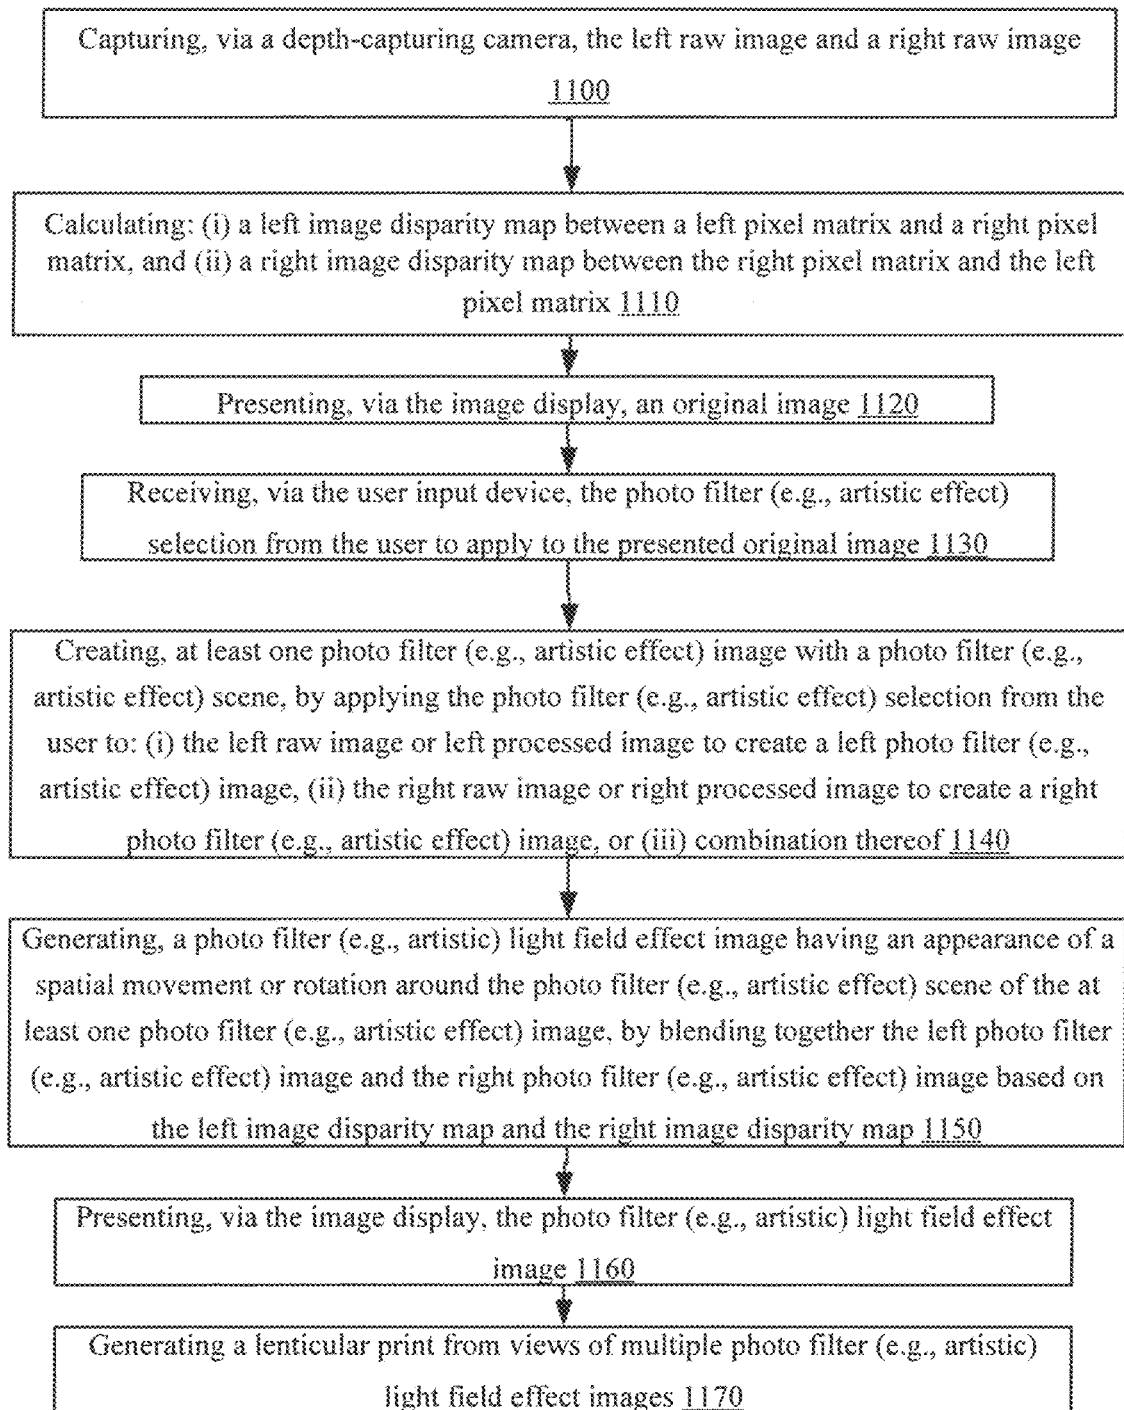 Capturing, via a depth-capturing camera, the left raw image and a right raw image
1100
Calculating: (i) a left image disparity map between a left pixel matrix and a right pixel
matrix, and (ii) a right image disparity map between the right pixel matrix and the left
pixel matrix 1110
Presenting, via the image display, an original image 1120
Receiving, via the user input device, the photo filter (e.g., artistic effect)
selection from the user to apply to the presented original image 1130
Creating, at least one photo filter (e.g., artistic effect) image with a photo filter (e.g.,
artistic effect) scene, by applying the photo filter (e.g., artistic effect) selection from the
user to: (i) the left raw image or left processed image to create a left photo filter (e.g.,
artistic effect) image, (ii) the right raw image or right processed image to create a right
photo filter (e.g., artistic effect) image, or (iii) combination thereof 1140
Generating, a photo filter (e.g., artistic) light field effect image having an appearance of a
spatial movement or rotation around the photo filter (e.g., artistic effect) scene of the at
least one photo filter (e.g., artistic effect) image, by blending together the left photo filter
(e.g., artistic effect) image and the right photo filter (e.g., artistic effect) image based on
the left image disparity map and the right image disparity map 1150
Presenting, via the image display, the photo filter (e.g., artistic) light field effect
image 1160
Generating a lenticular print from views of multiple photo filter (e.g., artistic)
light field effect images 1170